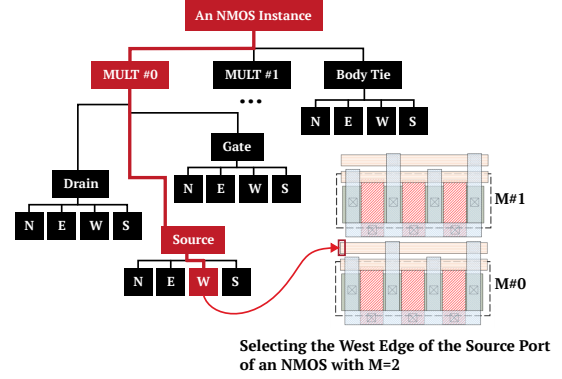 An NMOS Instance
MULT #0
MULT #1
Body Tie
•••
N E W S
Gate
N E W S
Drain
N E W S
Source
N E W S
M#1
M#0
Selecting the West Edge of the Source Port
of an NMOS with M=2